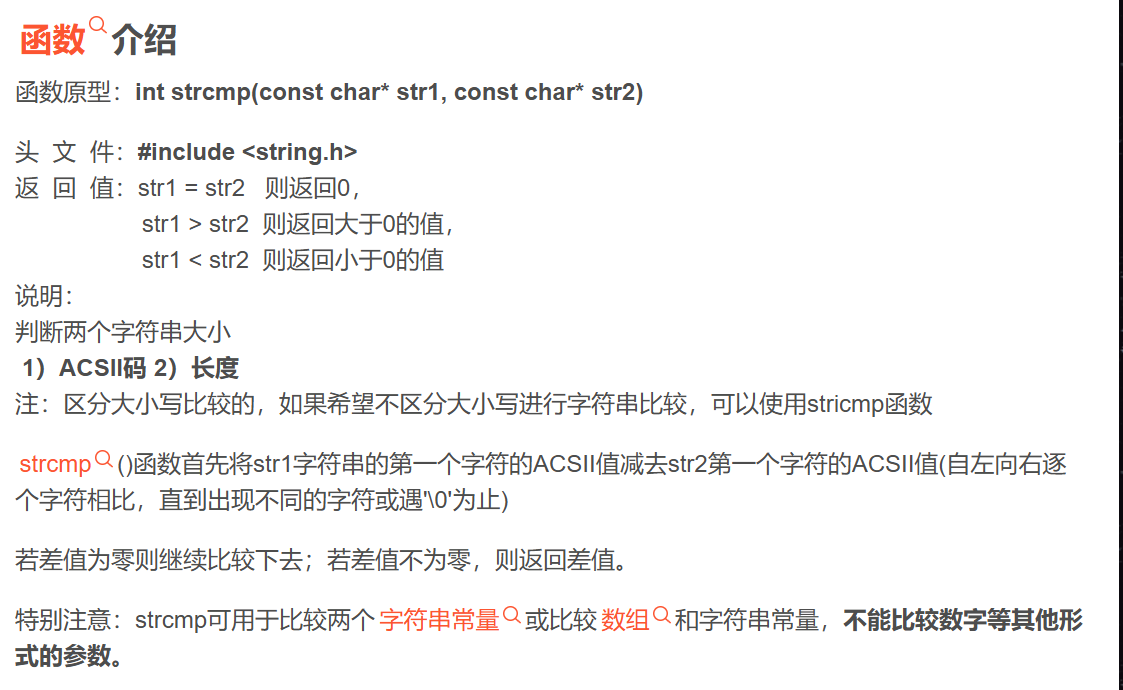 函数介绍
函数原型：int strcmp(const char* str1, const char* str2)
头 文 件：#include <string.h>
返 回 值：str1 = str2 则返回0，
str1 > str2 则返回大于0的值，
str1 < str2 则返回小于0的值
说明：
判断两个字符串大小
1）ACSII码 2）长度
注：区分大小写比较的，如果希望不区分大小写进行字符串比较，可以使用stricmp函数
strcmp()函数首先将str1字符串的第一个字符的ACSII值减去str2第一个字符的ACSII值(自左向右逐
个字符相比，直到出现不同的字符或遇'\0'为止)
若差值为零则继续比较下去；若差值不为零，则返回差值。
特别注意：strcmp可用于比较两个字符串常量或比较数组和字符串常量，不能比较数字等其他形
式的参数。